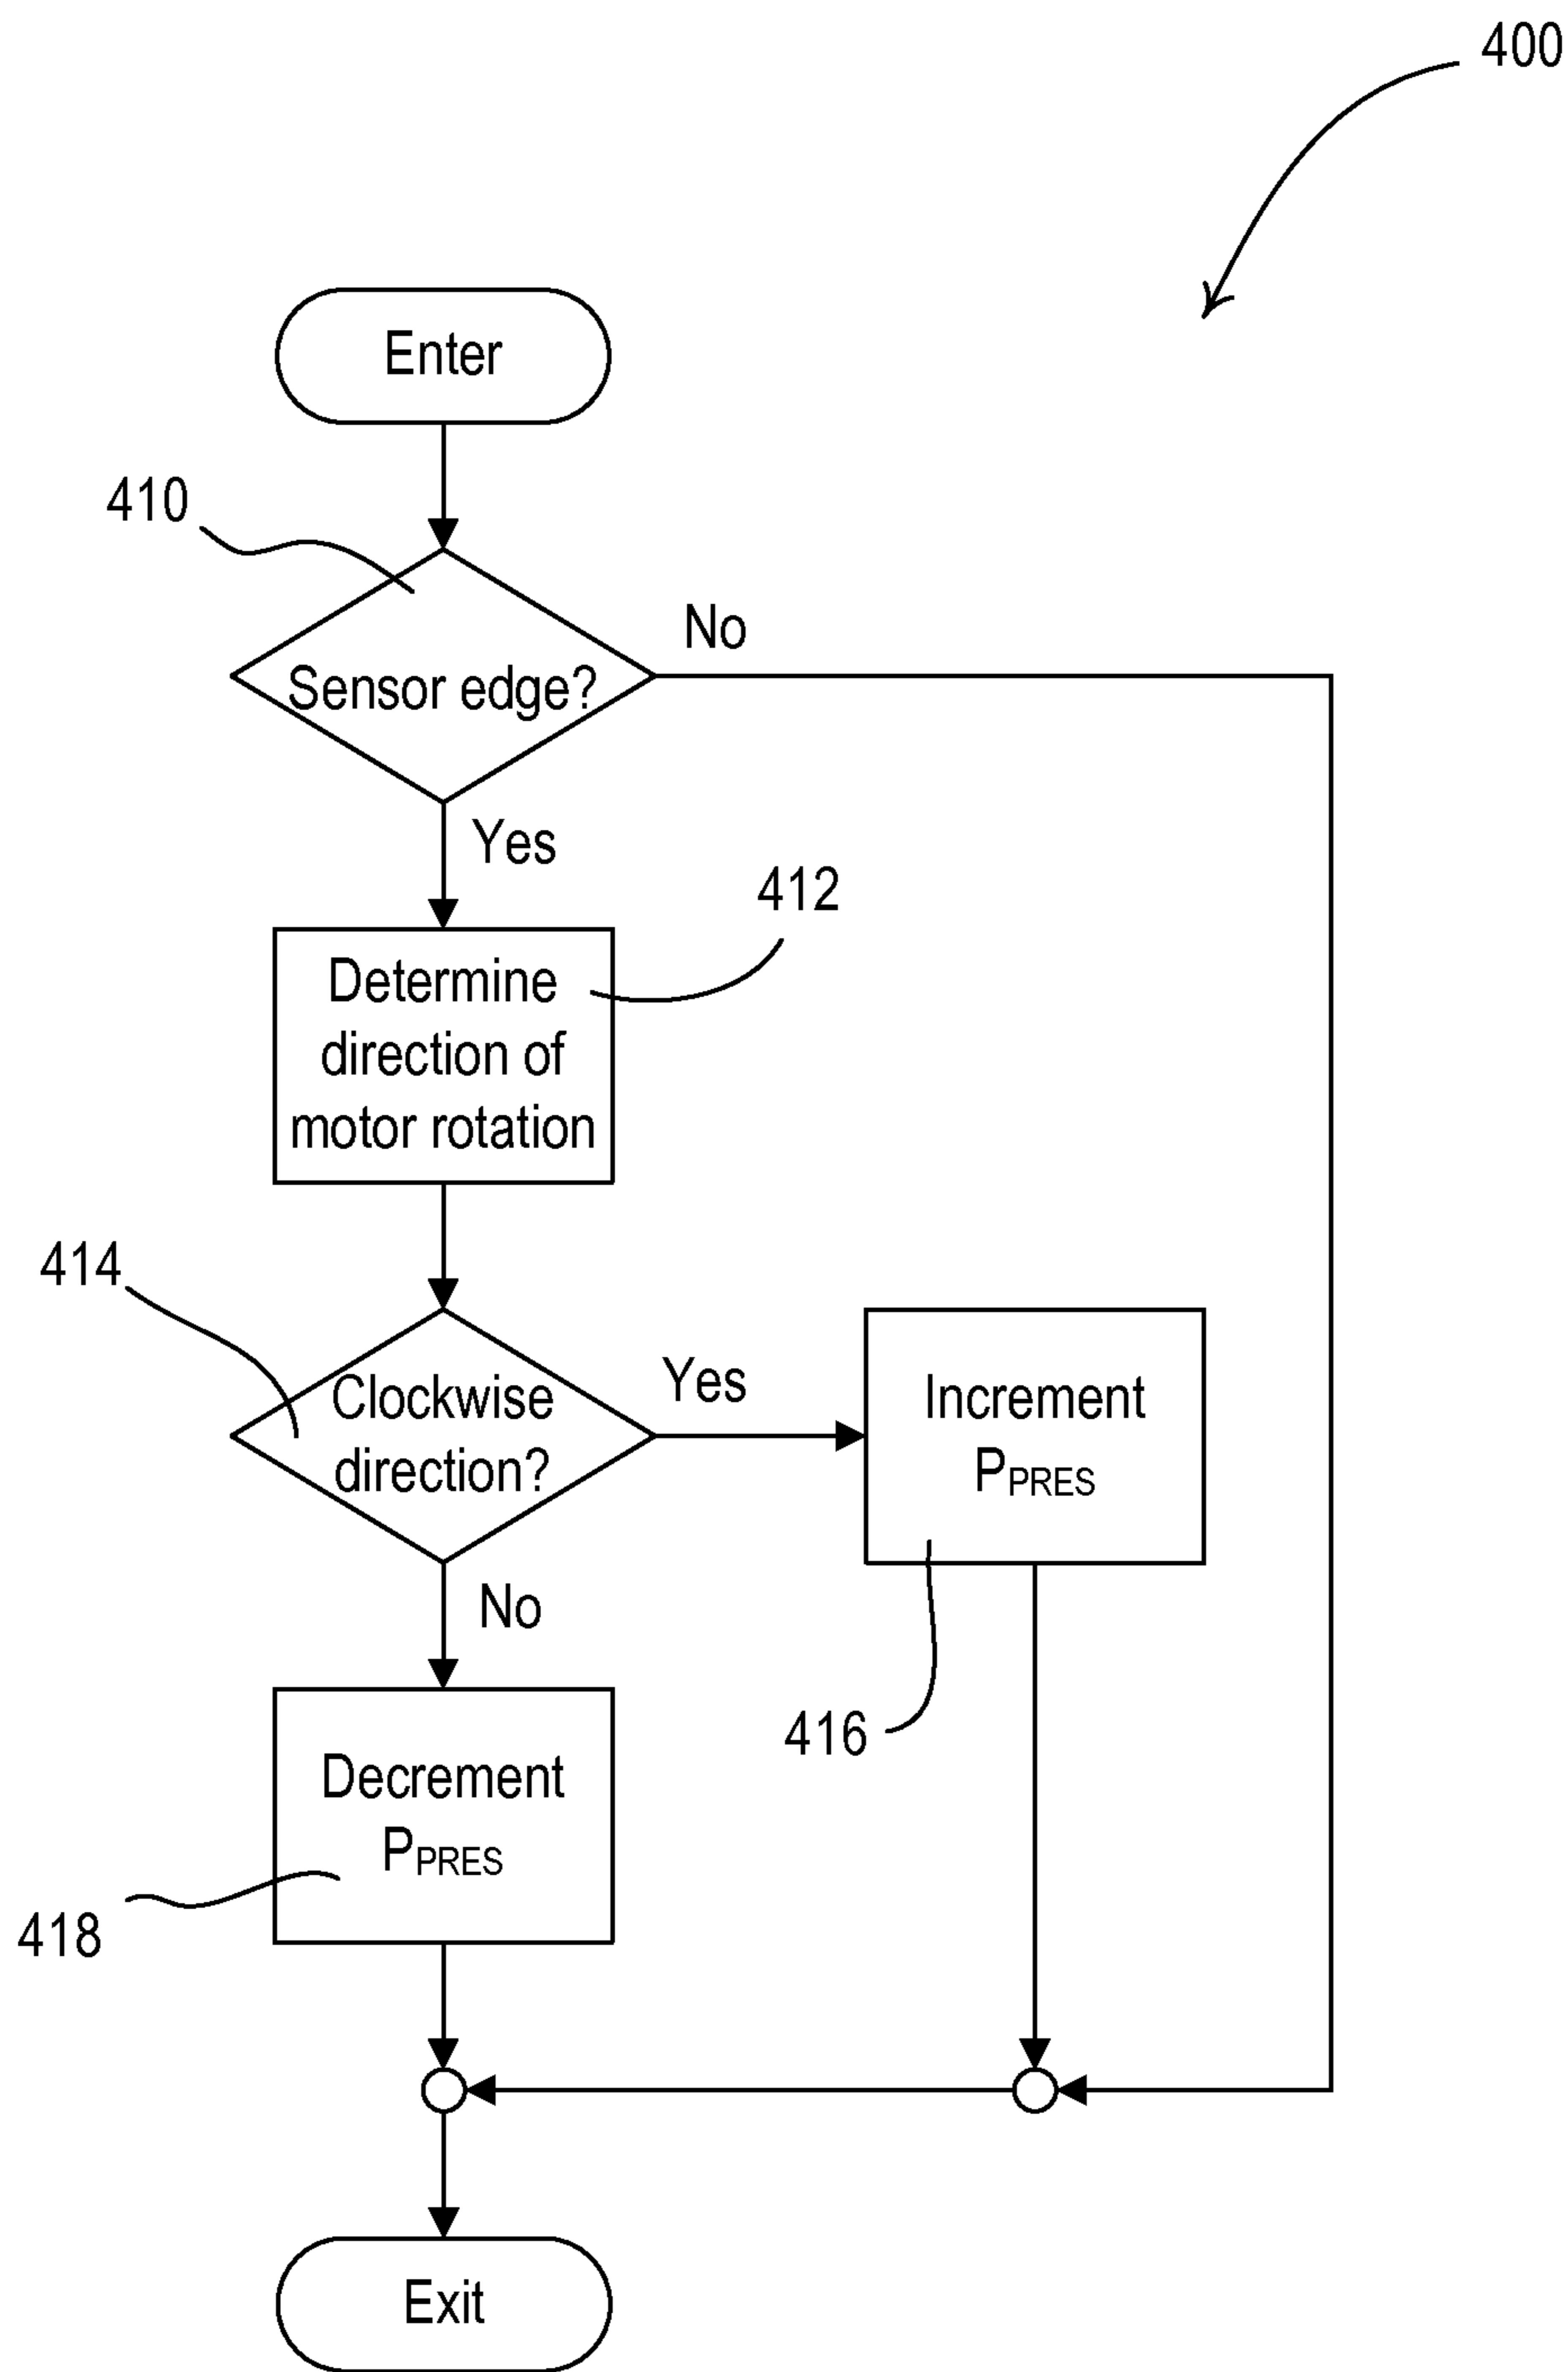 400
Enter
410
No
Sensor edge?
Yes
412
Determine
direction of
motor rotation
414
Clockwise
direction?
Yes
Increment
PPRES
No
416
Decrement
PPRES
418
Exit